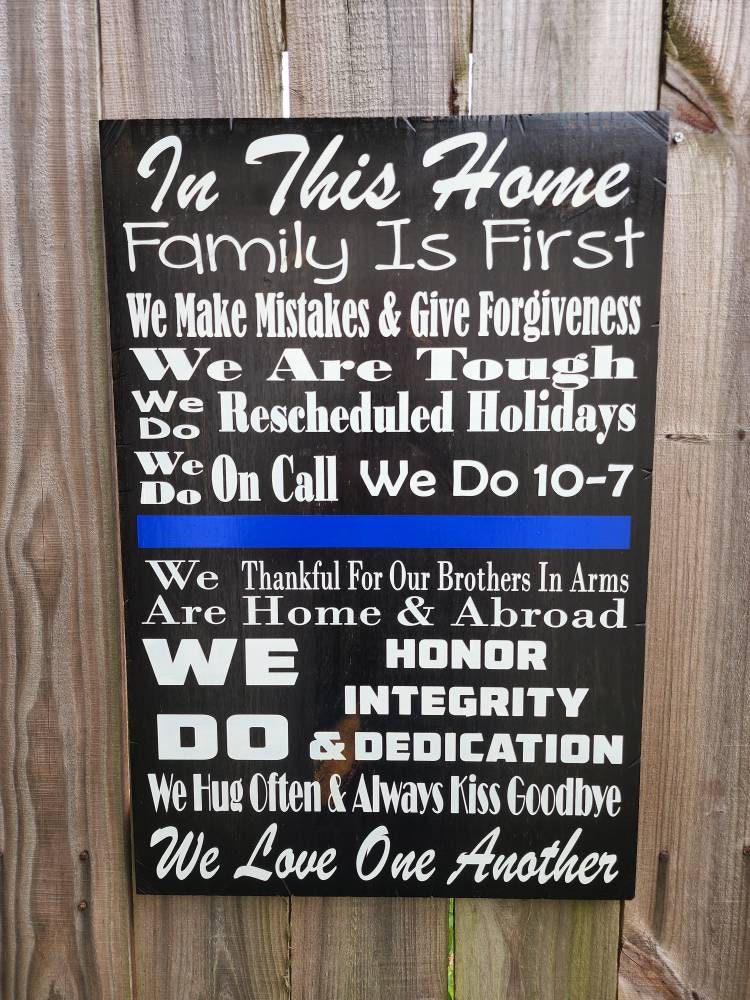 In This Home
Family Is First
We Make Mistakes & Give Forgiveness
We Are Tough
We Do Rescheduled Holidays
We Do On Call We Do 10-7
We Thankful For Our Brothers In Arms
Are Home & Abroad
WE HONOR
INTEGRITY
DO & DEDICATION
We Hug Often & Always Kiss Goodbye
We Love One Another